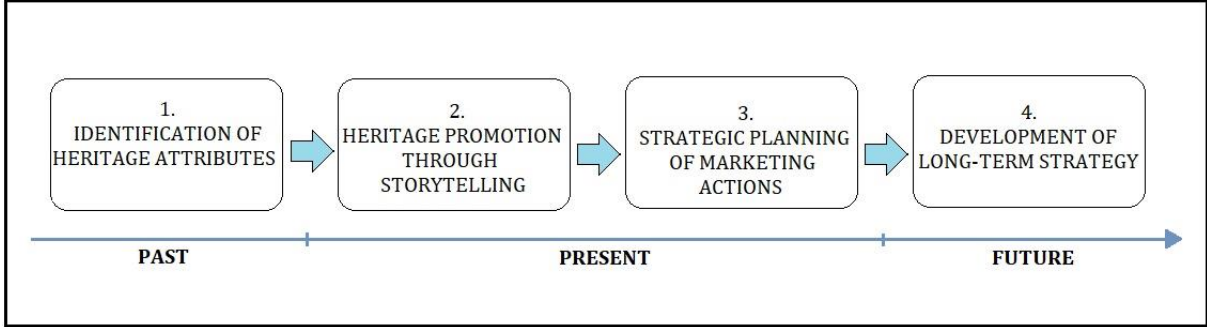 1.
IDENTIFICATION OF
HERITAGE ATTRIBUTES
2.
HERITAGE PROMOTION
THROUGH
STORYTELLING
3.
STRATEGIC PLANNING
OF MARKETING
ACTIONS
4.
DEVELOPMENT OF
LONG-TERM STRATEGY
PAST
PRESENT
FUTURE